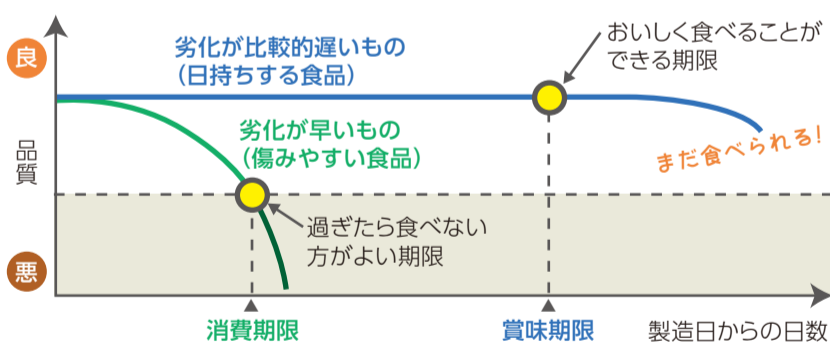 良
劣化が比較的遅いもの
（日持ちする食品）
おいしく食べることが
できる期限
劣化が早いもの
（傷みやすい食品）
まだ食べられる！
品質
過ぎたら食べない
方がよい期限
悪
消費期限
賞味期限
製造日からの日数